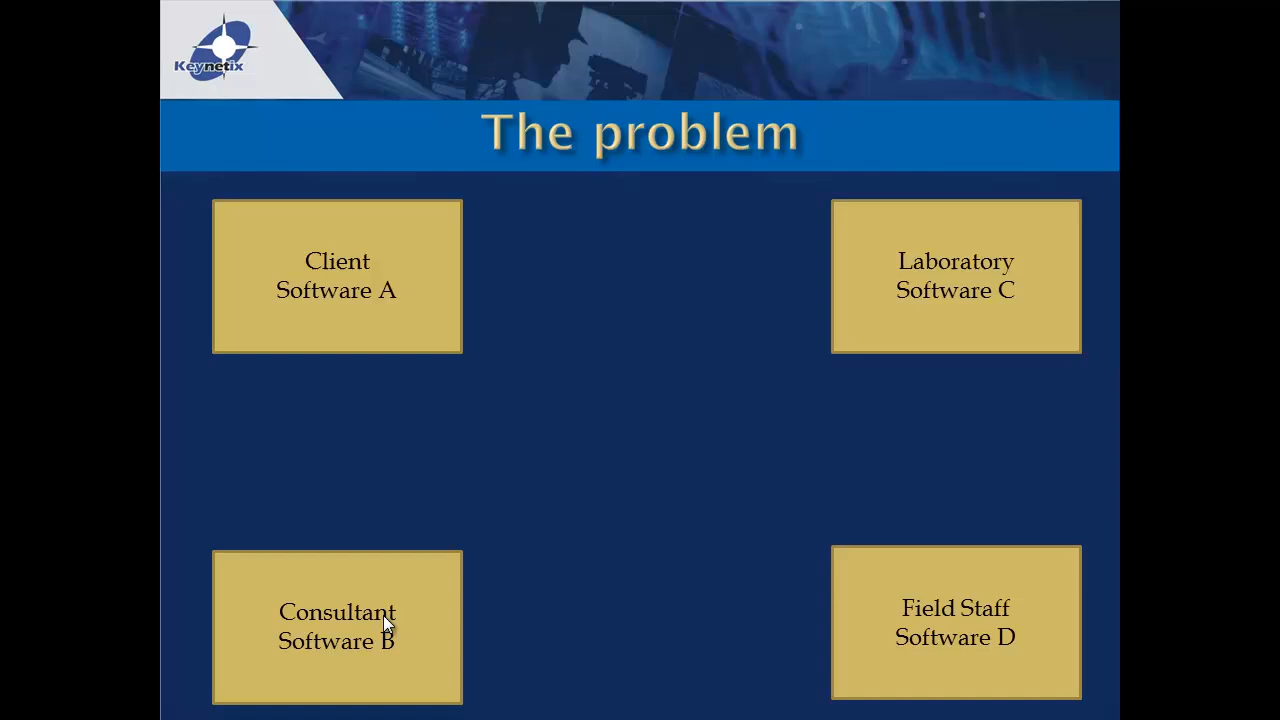 Keynetix
The problem
Client
Software A
Laboratory
Software C
Consultant
Software B
Field Staff
Software D